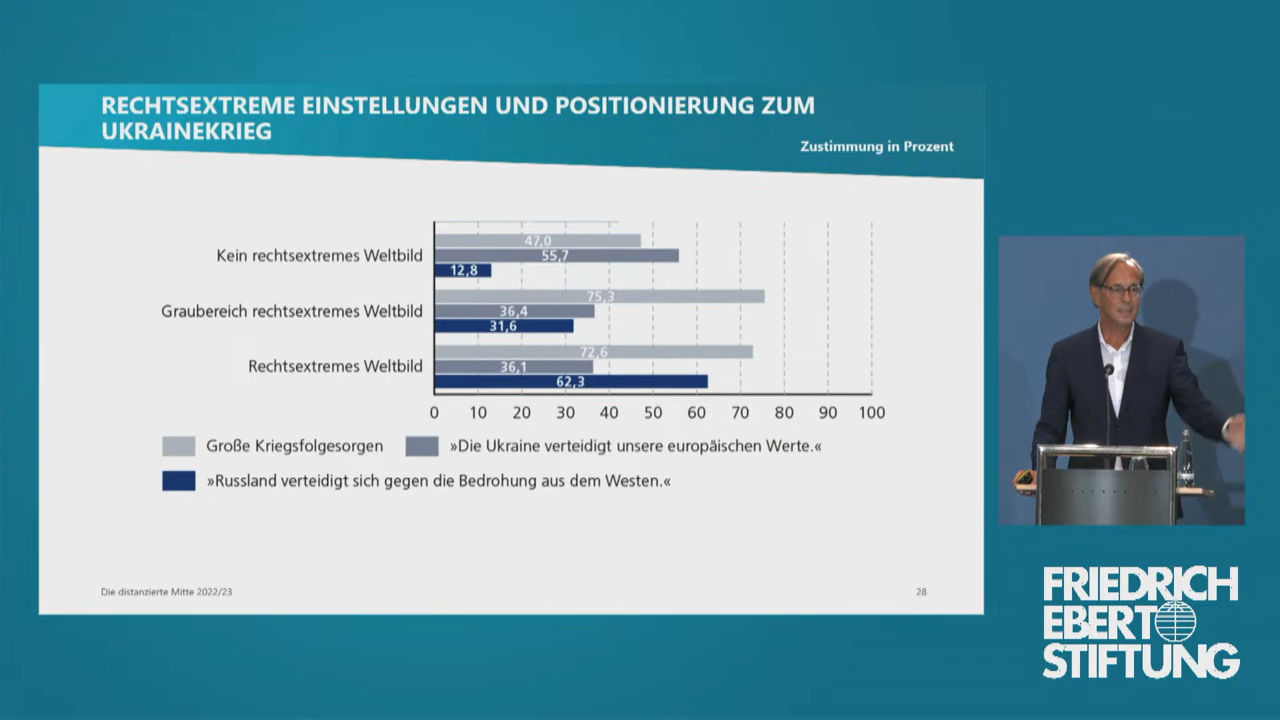 RECHTSEXTREME EINSTELLUNGEN UND POSITIONIERUNG ZUM
UKRAINEKRIEG
Zustimmung in Prozent
47,0
Kein rechtsextremes Weltbild
55,7
12,8
75,3
Graubereich rechtsextremes Weltbild
36,4
31,6
72,6
Rechtsextremes Weltbild
36,1
62,3
0 10 20 30 40 50 60 70 80 90 100
Große Kriegsfolgesorgen
»Die Ukraine verteidigt unsere europäischen Werte.«
»Russland verteidigt sich gegen die Bedrohung aus dem Westen.«
Die distanzierte Mitte 2022/23
28
FRIEDRICH
EBERT
STIFTUNG